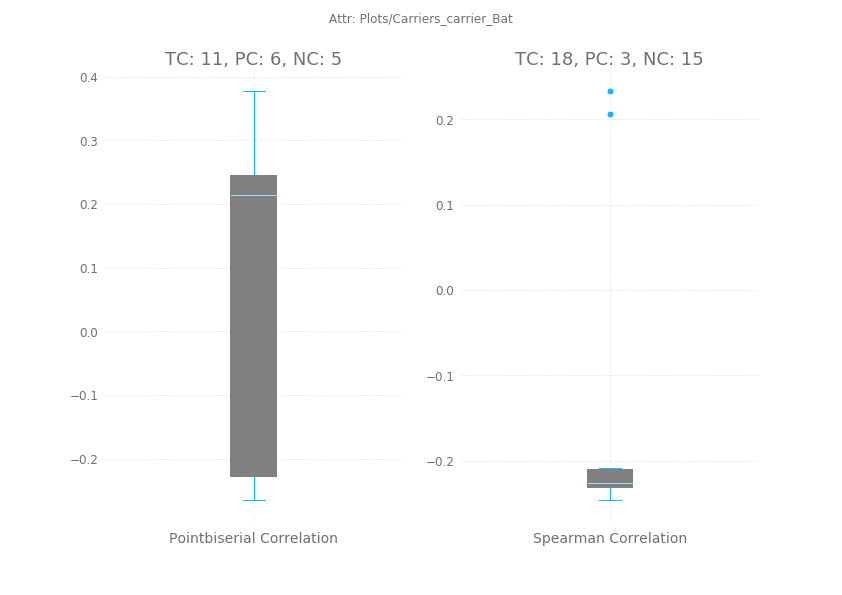 Attr: Plots/Carriers_carrier_Bat
TC: 11, PC: 6, NC: 5
0.4
0.3
0.2
0.1
0.0
−0.1
−0.2
Pointbiserial Correlation
TC: 18, PC: 3, NC: 15
0.2
0.1
0.0
−0.1
−0.2
Spearman Correlation